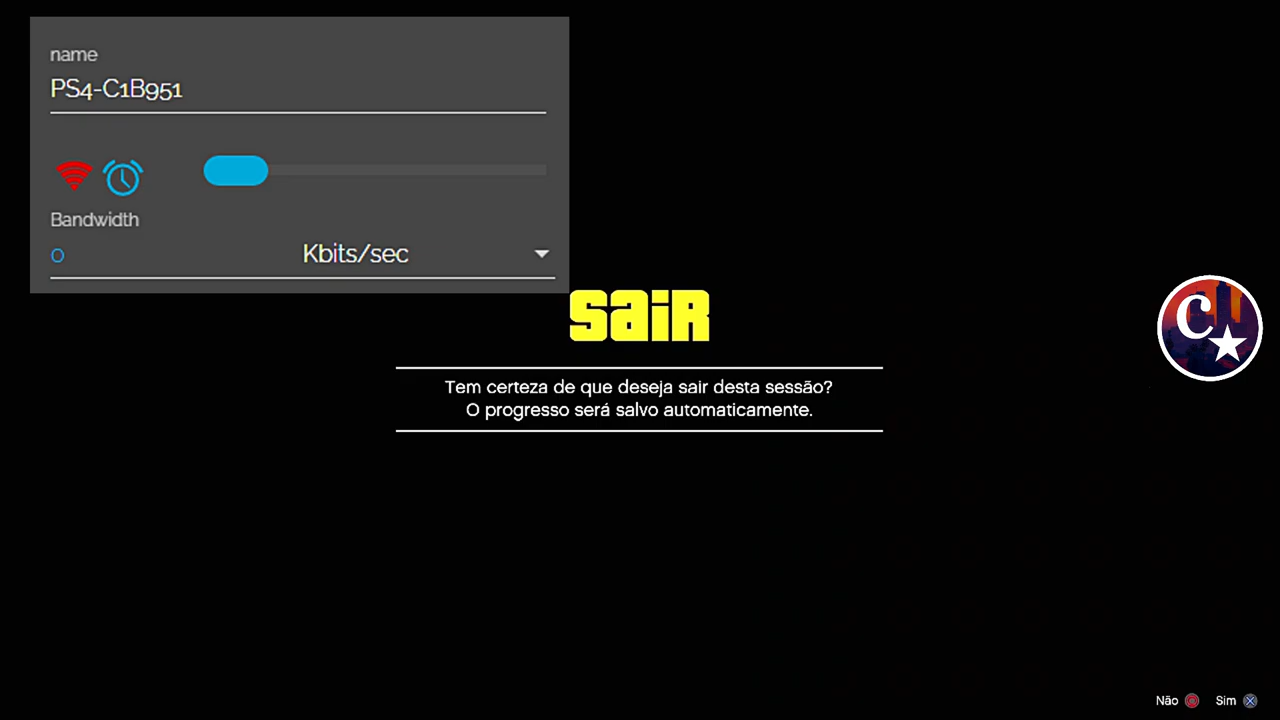 name
PS4-C1B951
Bandwidth
0 Kbits/sec
saiR
Tem certeza de que deseja sair desta sessão?
O progresso será salvo automaticamente.
C
Não Sim